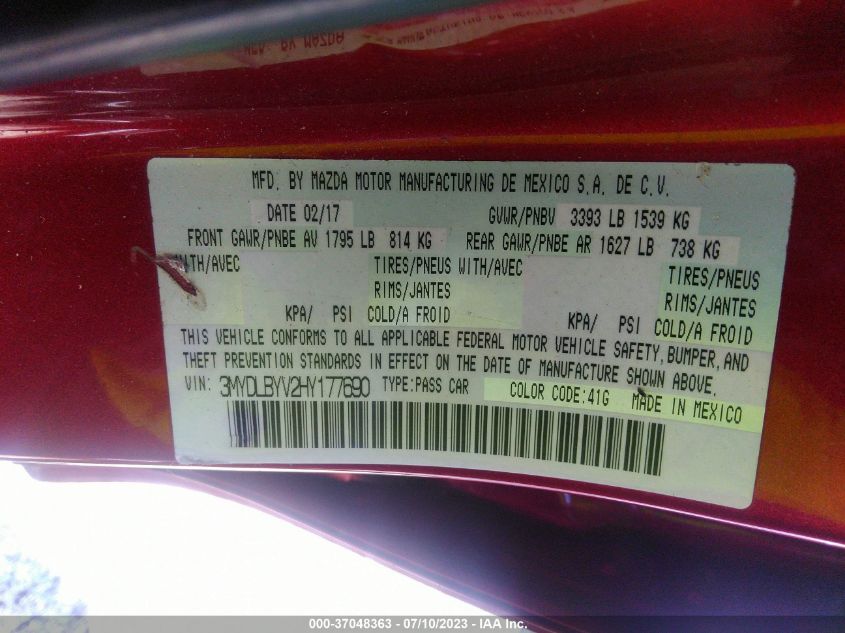 MFD. BY MAZDA MOTOR MANUFACTURING DE MEXICO S.A. DE C.V.
DATE 02/17 GVWR/PNBV 3393 LB 1539 KG
FRONT GAWR/PNBE AV 1795 LB 814 KG REAR GAWR/PNBE AR 1627 LB 738 KG
WITH/AVEC TIRES/PNEUS WITH/AVEC TIRES/PNEUS
RIMS/JANTES RIMS/JANTES
KPA/ PSI COLD/A FROID KPA/ PSI COLD/A FROID
THIS VEHICLE CONFORMS TO ALL APPLICABLE FEDERAL MOTOR VEHICLE SAFETY, BUMPER, AND
THEFT PREVENTION STANDARDS IN EFFECT ON THE DATE OF MANUFACTURE SHOWN ABOVE.
VIN: 3MYDLBYV2HY177690 TYPE:PASS CAR COLOR CODE:41G MADE IN MEXICO
000-37048363 - 07/10/2023 - IAA Inc.